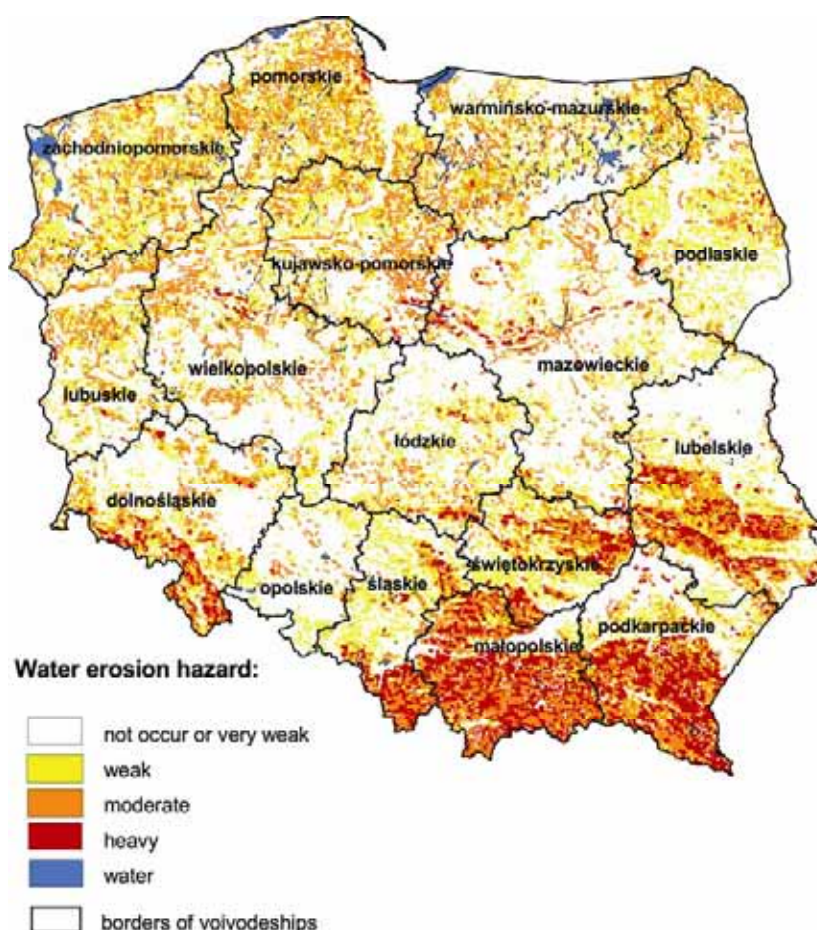 pomorskie
warmińsko-mazurskie
zachodniopomorskie
podlaskie
kujawsko-pomorskie
mazowieckie
wielkopolskie
lubuskie
łódzkie
lubelskie
dolnośląskie
świętokrzyskie
opolskie
śląskie
podkarpackie
małopolskie
Water erosion hazard:
not occur or very weak
weak
moderate
heavy
water
borders of voivodeships